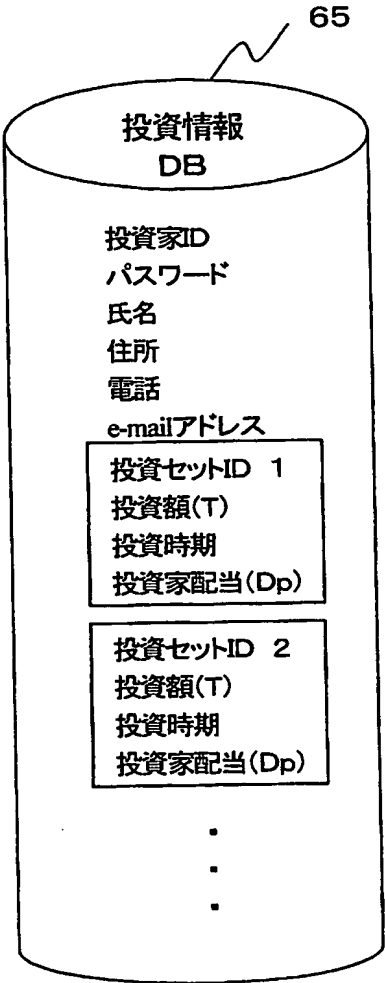 65
投資情報
DB
投資家ID
パスワード
氏名
住所
電話
e-mailアドレス
投資セットID 1
投資額(T)
投資時期
投資家配当(Dp)
投資セットID 2
投資額(T)
投資時期
投資家配当(Dp)